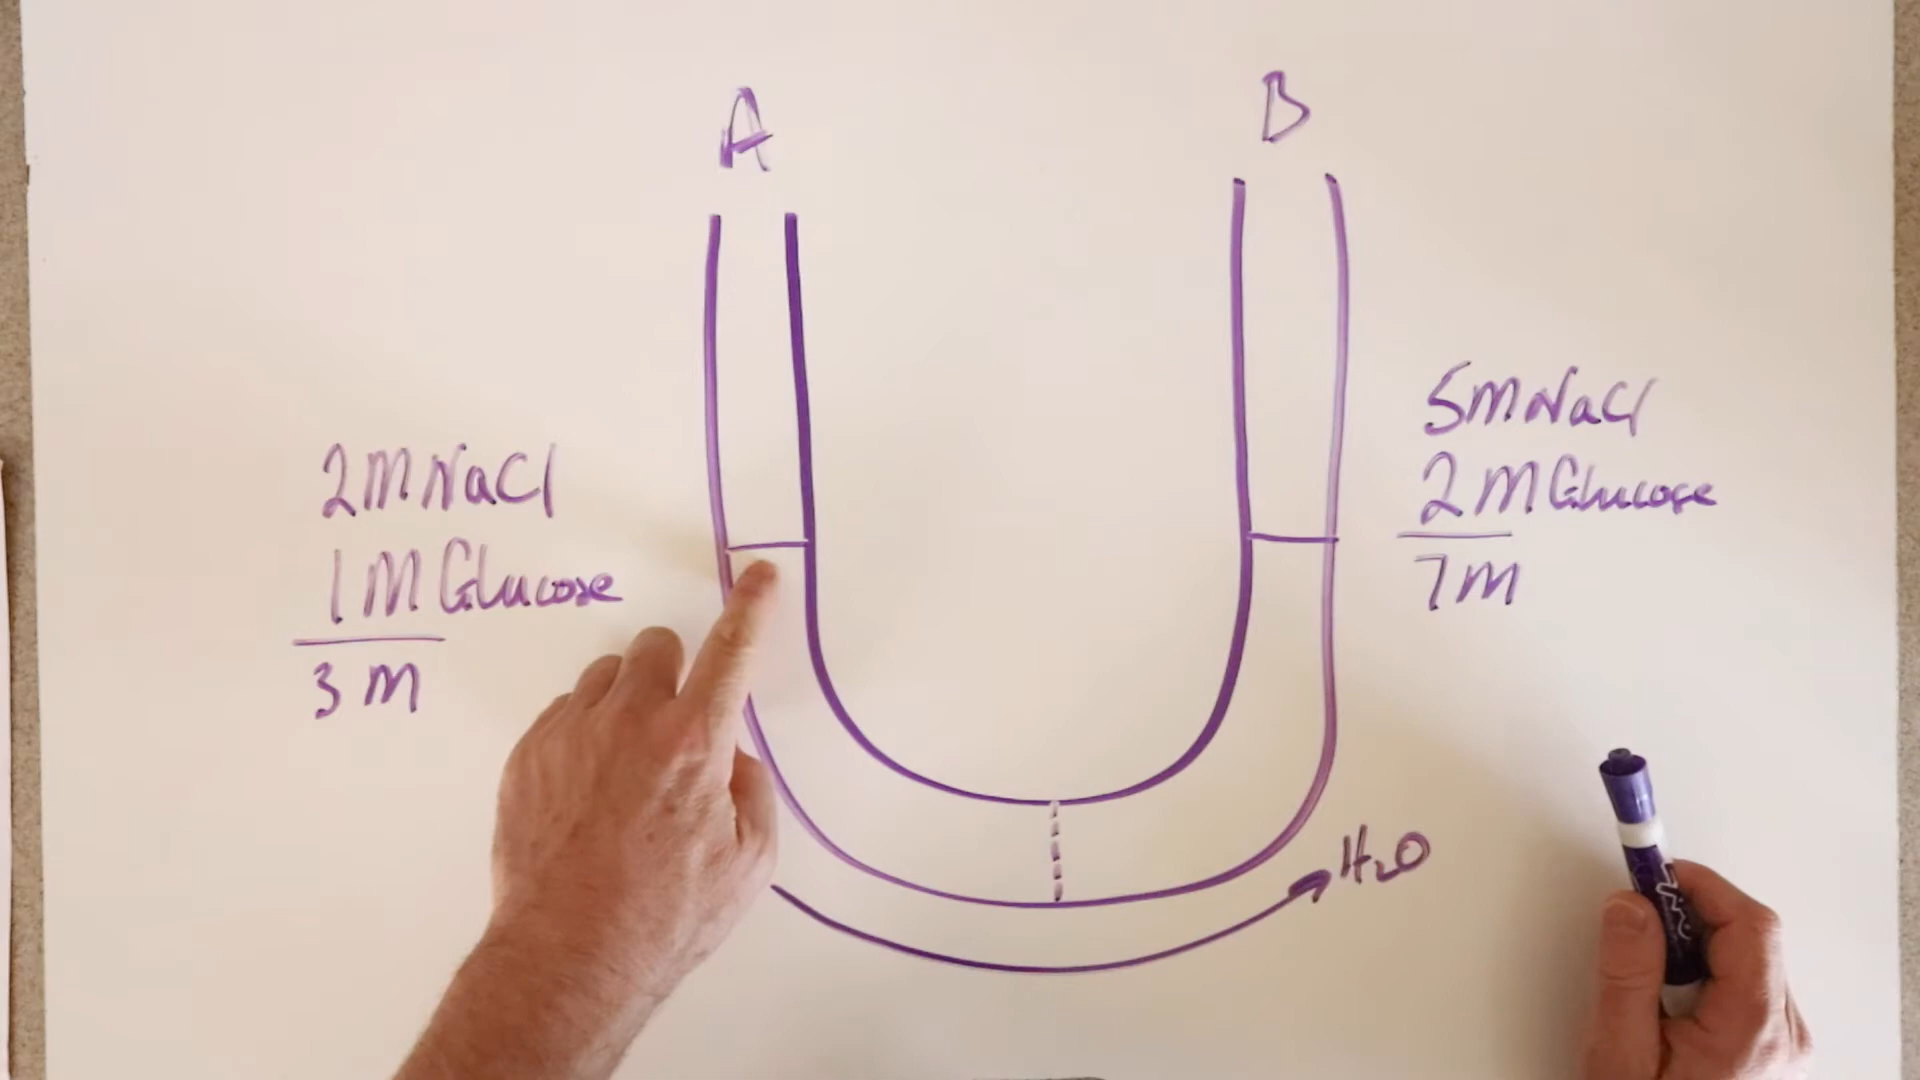 A
B
2M NaCl
1M Glucose
3M
5M NaCl
2M Glucose
7M
H2O